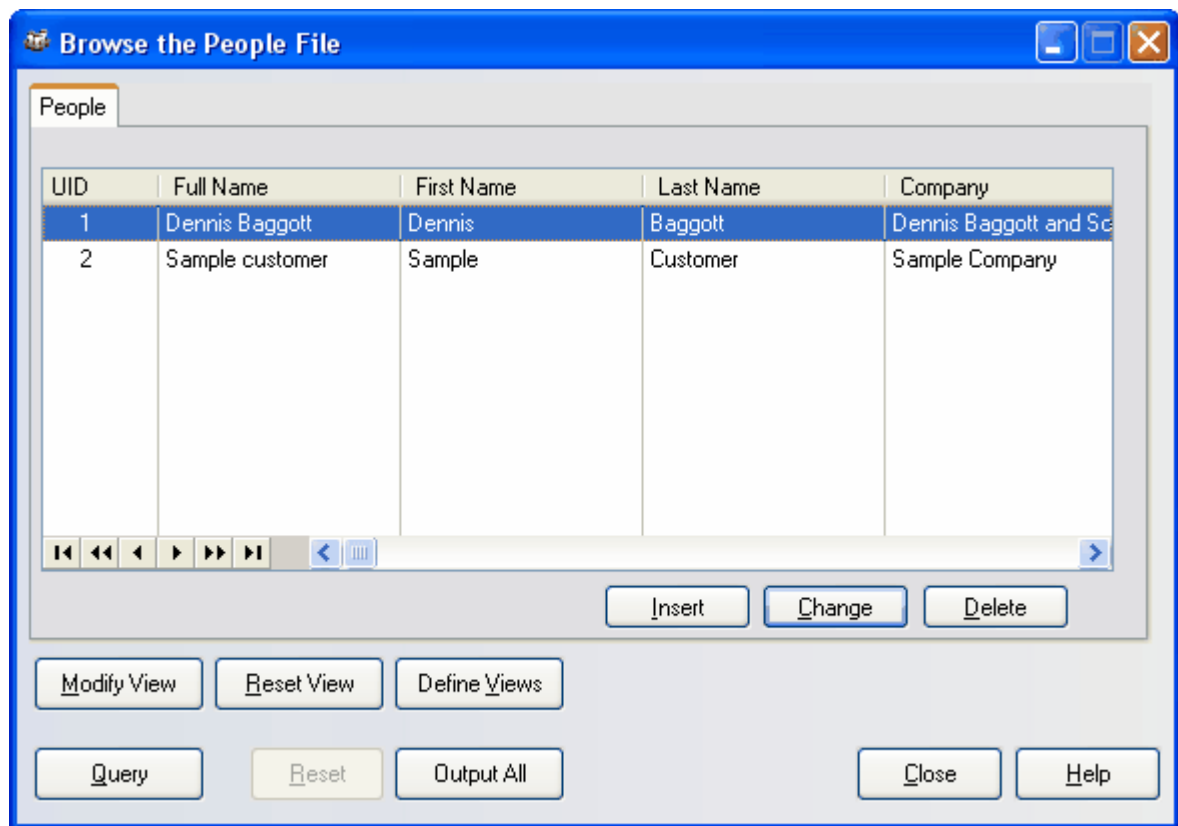 Browse the People File
People
UID Full Name First Name Last Name Company
1 Dennis Baggott Dennis Baggott Dennis Baggott and Sc
2 Sample customer Sample Customer Sample Company
Insert Change Delete
Modify View Reset View Define Views
Query Reset Output All Close Help